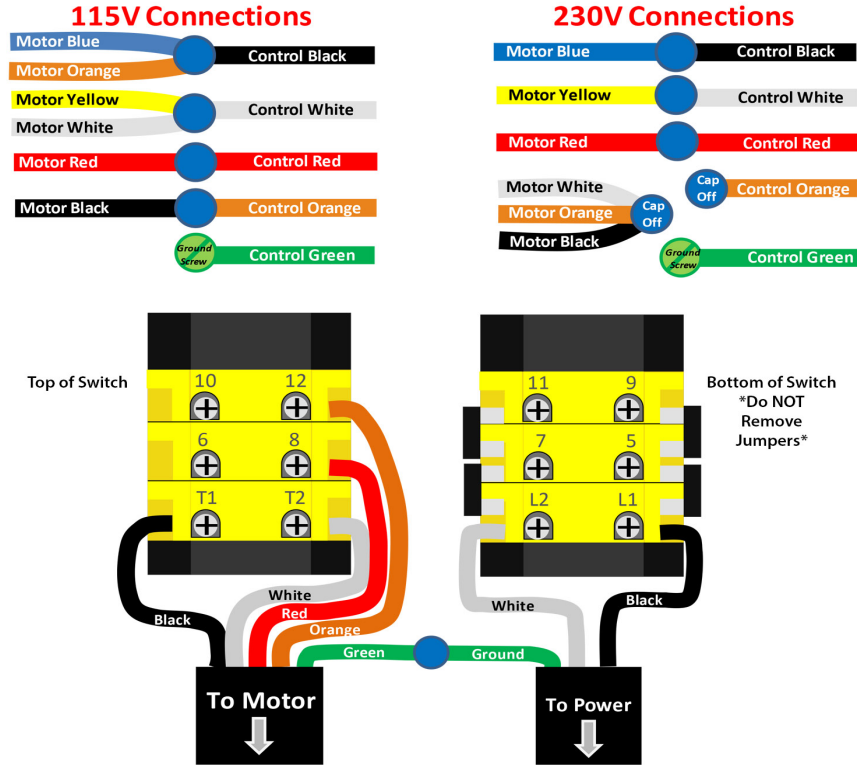 115V Connections
Motor Blue
Control Black
Motor Orange
Motor Yellow
Control White
Motor White
Motor Red
Control Red
Motor Black
Control Orange
Ground
Screw
Control Green
230V Connections
Motor Blue
Control Black
Motor Yellow
Control White
Motor Red
Control Red
Cap
Off
Control Orange
Motor White
Motor Orange
Cap
Off
Motor Black
Ground
Screw
Control Green
Top of Switch
10 12
6 8
T1 T2
White
Black
Red
Orange
Green
To Motor
11 9
7 5
L2 L1
Bottom of Switch
*Do NOT
Remove
Jumpers*
White
Black
Ground
To Power